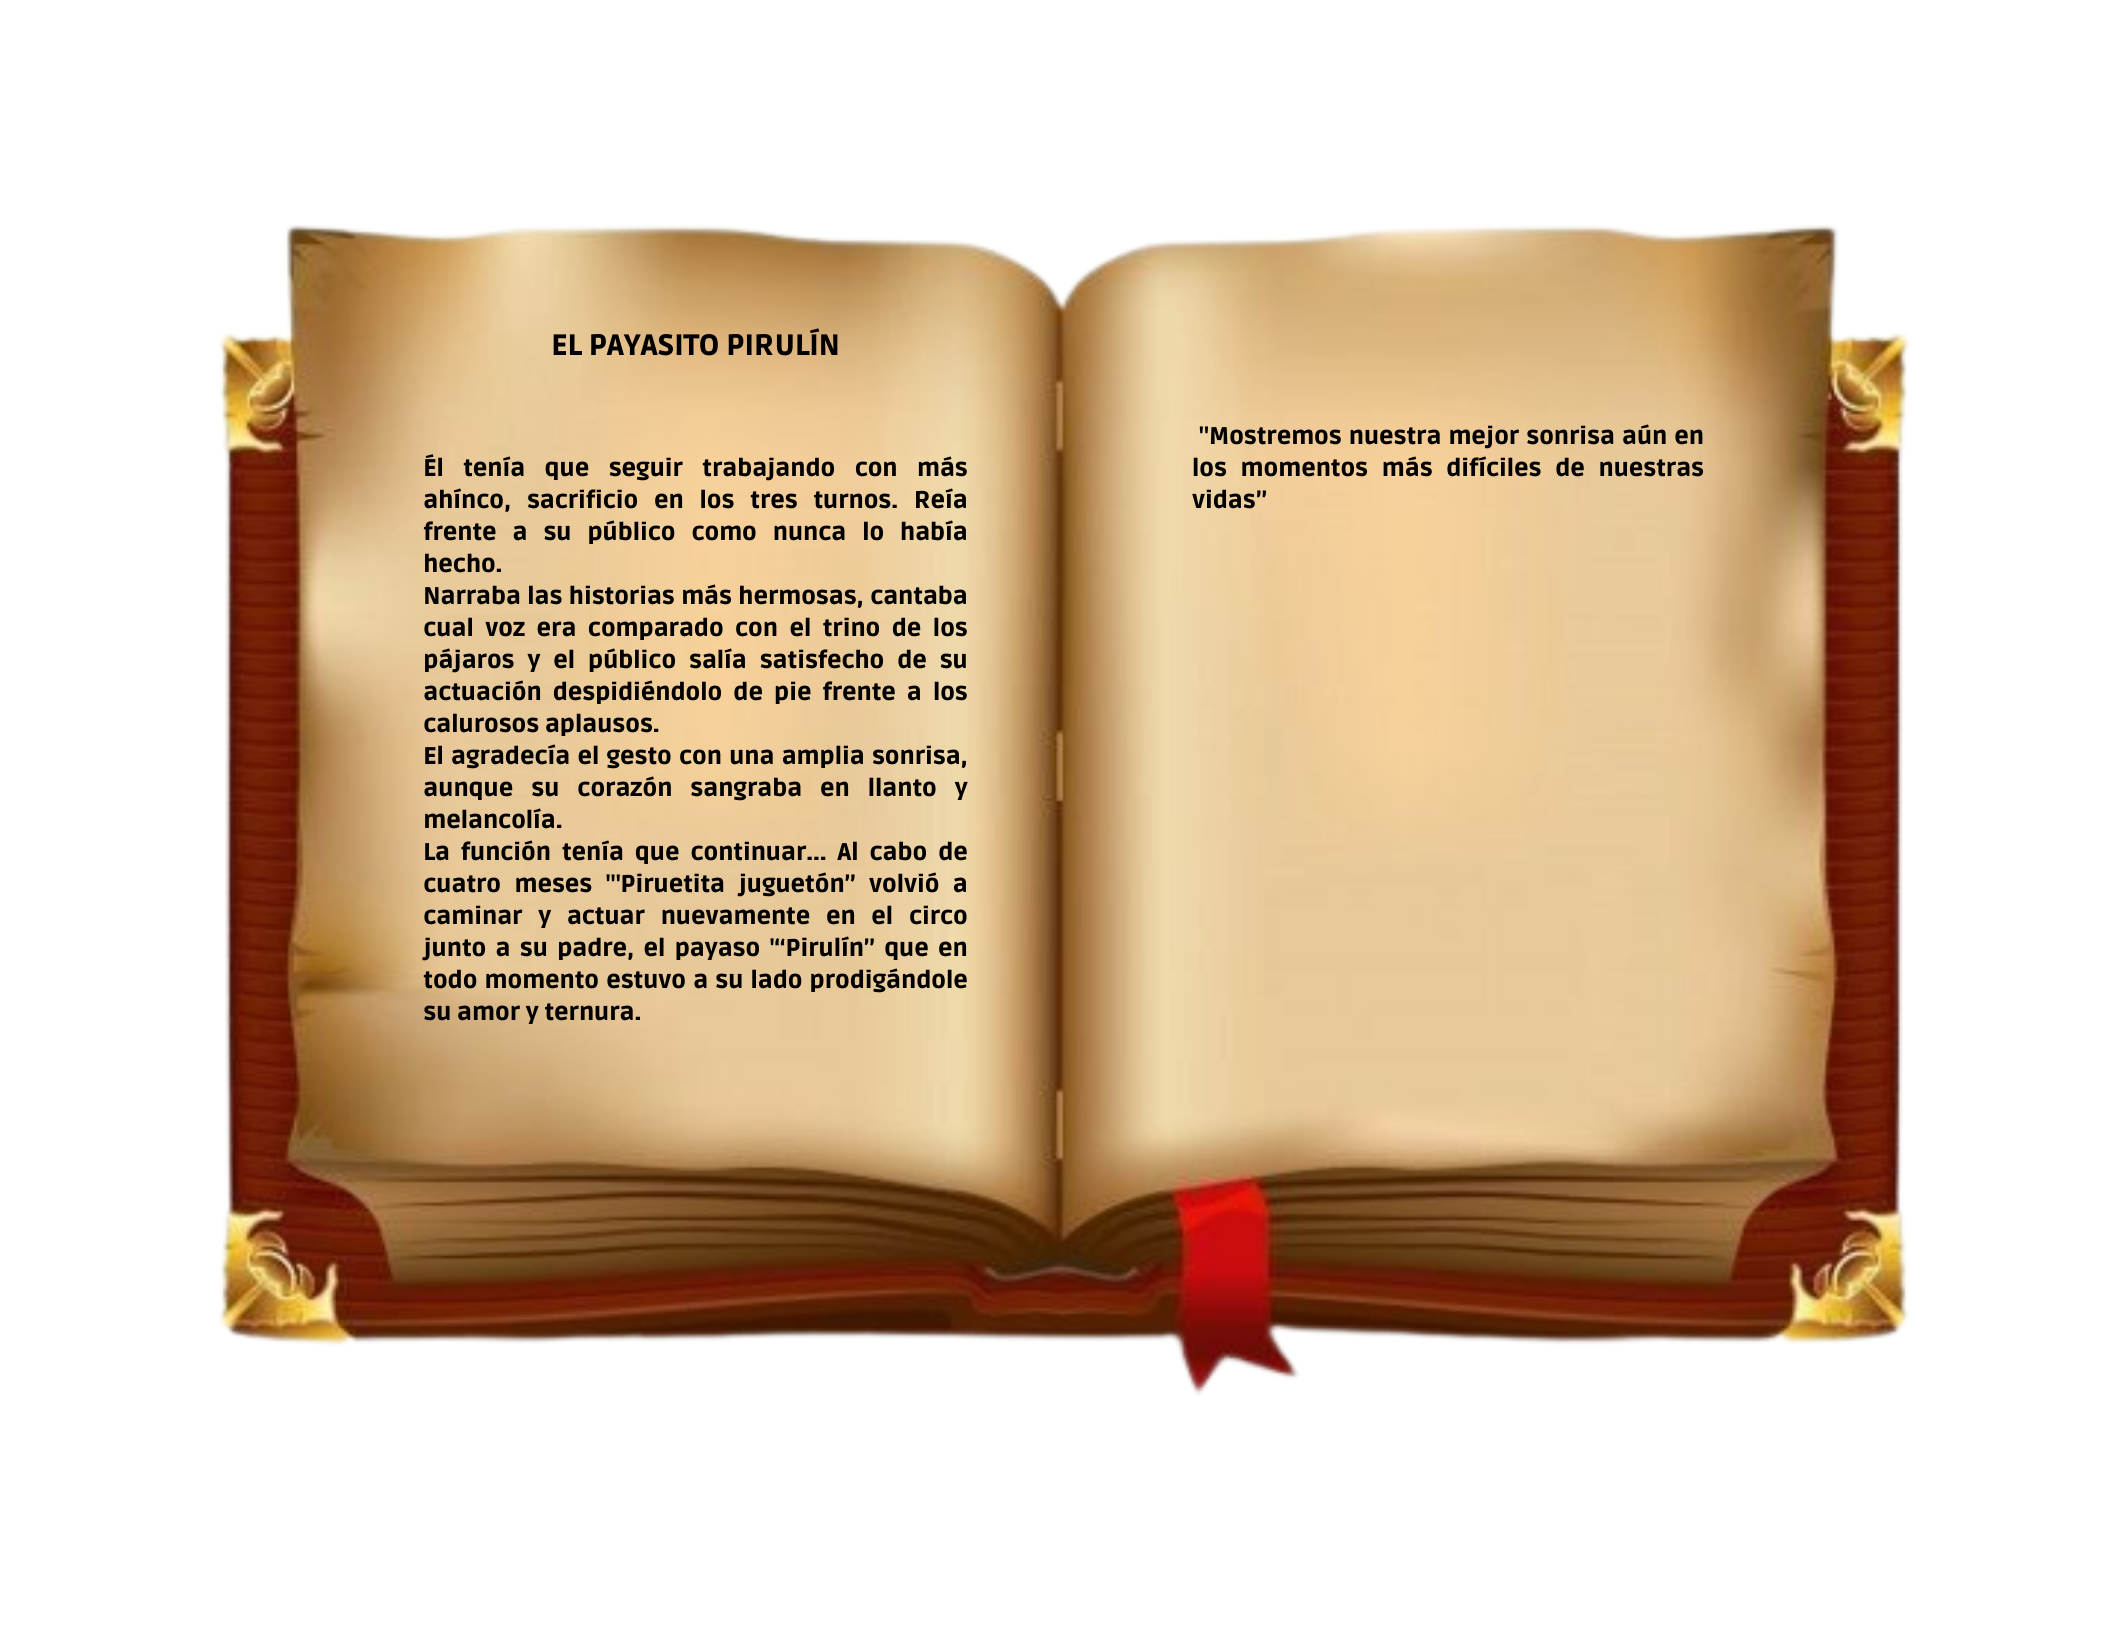 EL PAYASITO PIRULÍN
Él tenía que seguir trabajando con más
ahínco, sacrificio en los tres turnos. Reía
frente a su público como nunca lo había
hecho.
Narraba las historias más hermosas, cantaba
cual voz era comparado con el trino de los
pájaros y el público salía satisfecho de su
actuación despidiéndolo de pie frente a los
calurosos aplausos.
El agradecía el gesto con una amplia sonrisa,
aunque su corazón sangraba en llanto y
melancolía.
La función tenía que continuar... Al cabo de
cuatro meses "'Piruetita juguetón” volvió a
caminar y actuar nuevamente en el circo
junto a su padre, el payaso "“Pirulín” que en
todo momento estuvo a su lado prodigándole
su amor y ternura.
"Mostremos nuestra mejor sonrisa aún en
los momentos más difíciles de nuestras
vidas”